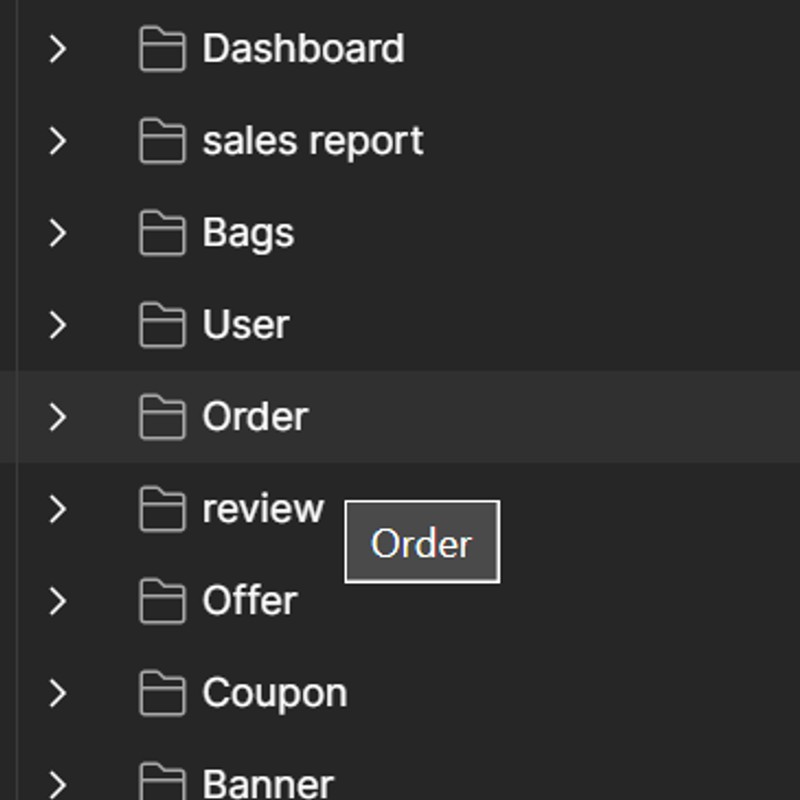 Dashboard
sales report
Bags
User
Order
review
Order
Offer
Coupon
Banner